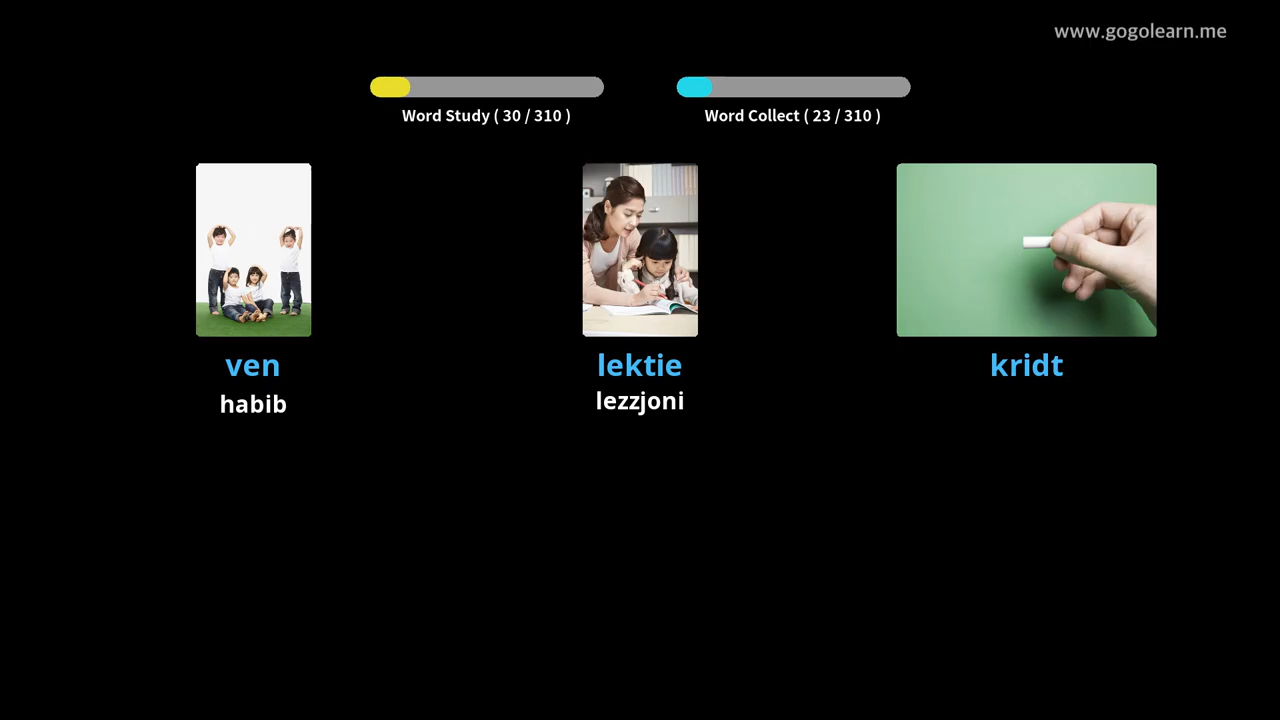 www.gogolearn.me
Word Study ( 30 / 310 )
Word Collect ( 23 / 310 )
ven
habib
lektie
lezzjoni
kridt